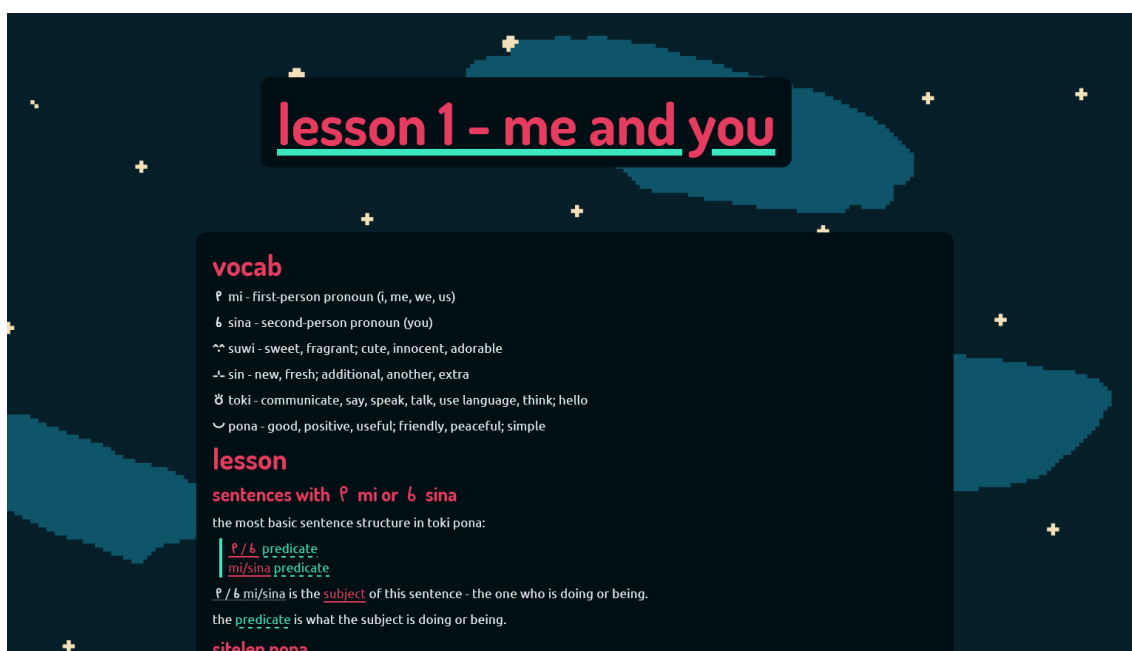 lesson 1 - me and you
vocab
mi - first-person pronoun (i, me, we, us)
sina - second-person pronoun (you)
suwi - sweet, fragrant; cute, innocent, adorable
sin - new, fresh; additional, another, extra
toki - communicate, say, speak, talk, use language, think; hello
pona - good, positive, useful; friendly, peaceful; simple
lesson
sentences with mi or sina
the most basic sentence structure in toki pona:
/ predicate
mi/sina predicate
/ mi/sina is the subject of this sentence - the one who is doing or being.
the predicate is what the subject is doing or being.
sitelen pona